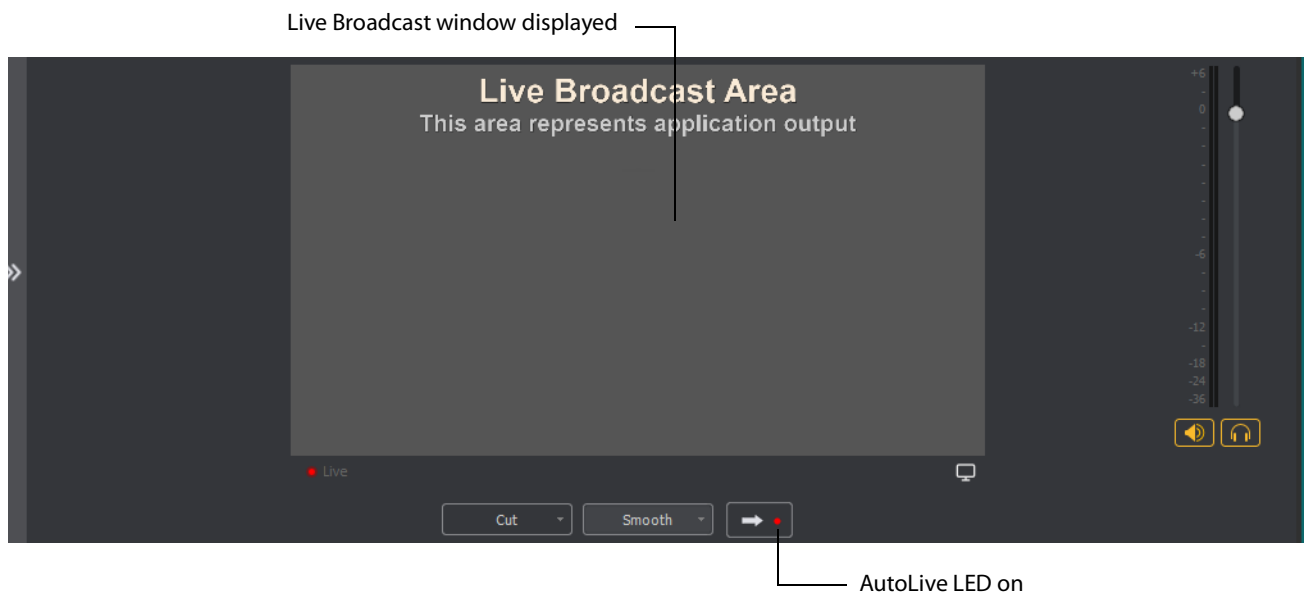 Live Broadcast window displayed
Live Broadcast Area
This area represents application output
+6
-
0
-
-
-
-
-
-
-
-6
-
-
-
-12
-
-18
-24
-36
Live
Cut
Smooth
AutoLive LED on